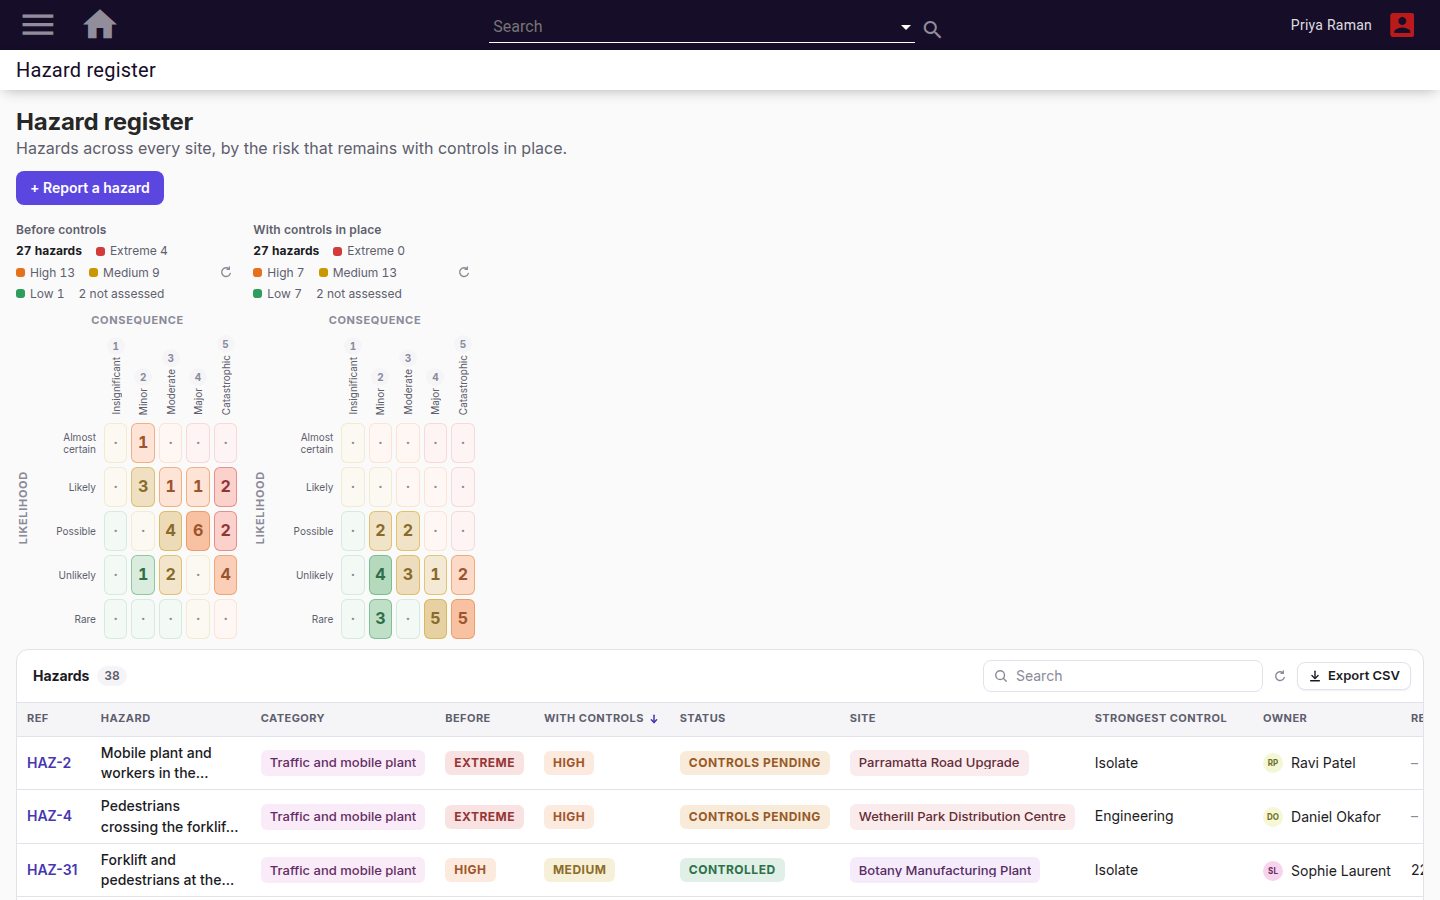 Search
Priya Raman
Hazard register
Hazard register
Hazards across every site, by the risk that remains with controls in place.
+ Report a hazard
Before controls
27 hazards Extreme 4
High 13 Medium 9
Low 1 2 not assessed
CONSEQUENCE
1 Insignificant
2 Minor
3 Moderate
4 Major
5 Catastrophic
LIKELIHOOD
Almost certain · 1 · · ·
Likely · 3 1 1 2
Possible · · 4 6 2
Unlikely · 1 2 · 4
Rare · · · · ·
With controls in place
27 hazards Extreme 0
High 7 Medium 13
Low 7 2 not assessed
CONSEQUENCE
1 Insignificant
2 Minor
3 Moderate
4 Major
5 Catastrophic
LIKELIHOOD
Almost certain · · · · ·
Likely · · · · ·
Possible · 2 2 · ·
Unlikely · 4 3 1 2
Rare · 3 · 5 5
Hazards 38
Search
Export CSV
REF HAZARD CATEGORY BEFORE WITH CONTROLS STATUS SITE STRONGEST CONTROL OWNER RE
HAZ-2 Mobile plant and workers in the... Traffic and mobile plant EXTREME HIGH CONTROLS PENDING Parramatta Road Upgrade Isolate RP Ravi Patel –
HAZ-4 Pedestrians crossing the forklif... Traffic and mobile plant EXTREME HIGH CONTROLS PENDING Wetherill Park Distribution Centre Engineering DO Daniel Okafor –
HAZ-31 Forklift and pedestrians at the... Traffic and mobile plant HIGH MEDIUM CONTROLLED Botany Manufacturing Plant Isolate SL Sophie Laurent 22